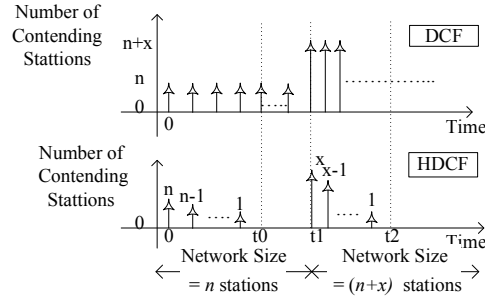 Number of
Contending
Stattions
n+x
n
0
0
DCF
Time
Number of
Contending
Stations
HDCF
n
n-1
1
x
x-1
1
0
0
t0
t1
t2
Time
Network Size
= n stations
Network Size
= (n+x) stations